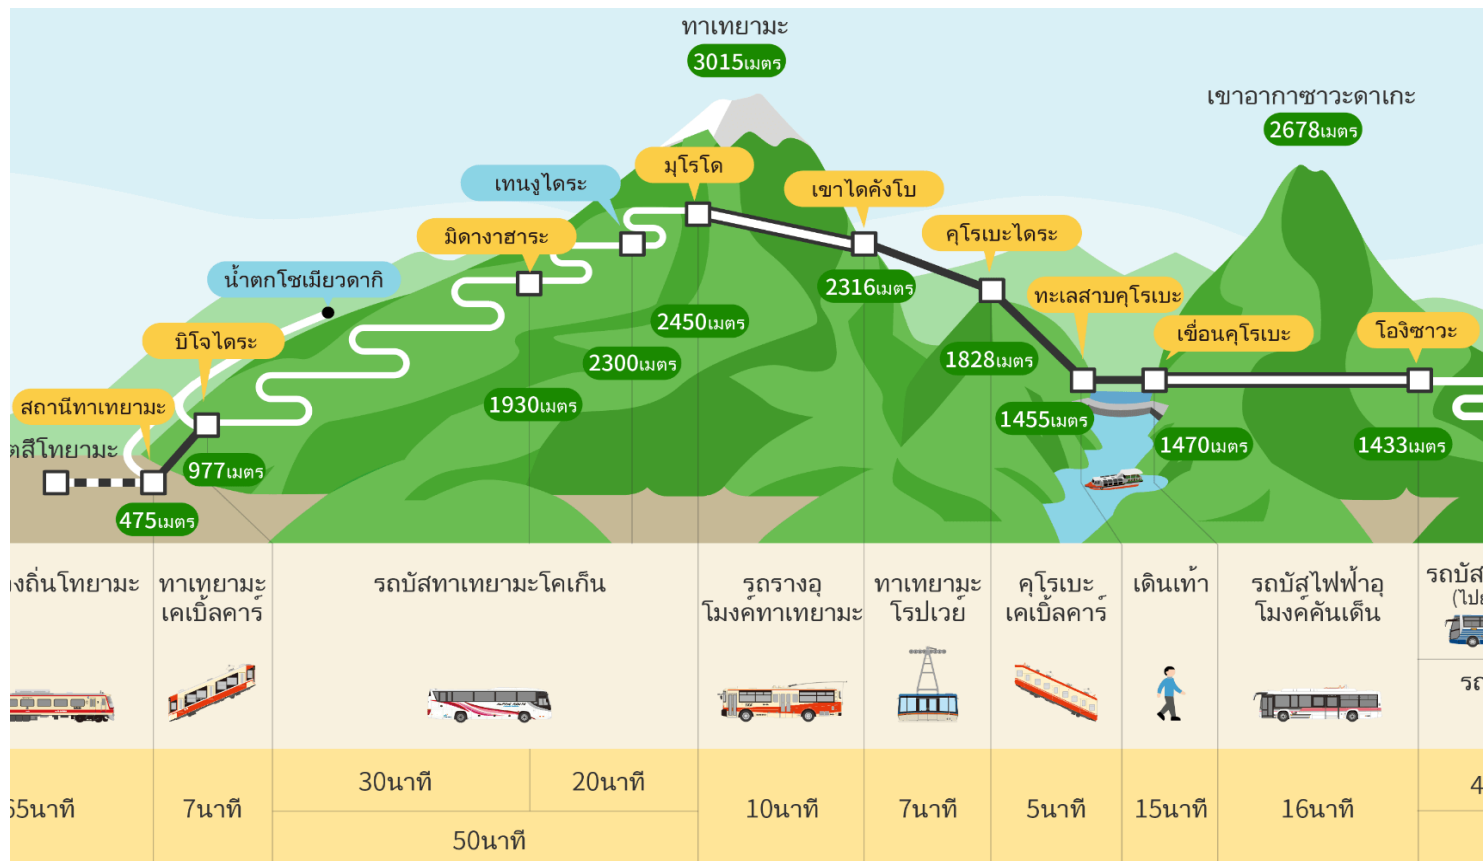 ทาเทยามะ
3015เมตร
เขาอากาซาวะดาเกะ
2678เมตร
มุโรโด
เทนงูไดระ
เขาไดคังโบ
มิดางาฮาระ
คุโรเบะไดระ
น้ำตกโชเมียวดากิ
2316เมตร
ทะเลสาบคุโรเบะ
2450เมตร
บิโจไดระ
เขื่อนคุโรเบะ
โองิซาวะ
2300เมตร
1828เมตร
1930เมตร
สถานีทาเทยามะ
1455เมตร
1470เมตร
1433เมตร
977เมตร
475เมตร
ทาเทยามะ
เคเบิ้ลคาร์
รถบัสทาเทยามะโคเก็น
รถรางอุ
โมงค์ทาเทยามะ
ทาเทยามะ
โรปเวย์
คุโรเบะ
เคเบิ้ลคาร์
เดินเท้า
รถบัสไฟฟ้าอุ
โมงค์คันเด็น
รถบัส
7นาที
30นาที
20นาที
50นาที
10นาที
7นาที
5นาที
15นาที
16นาที